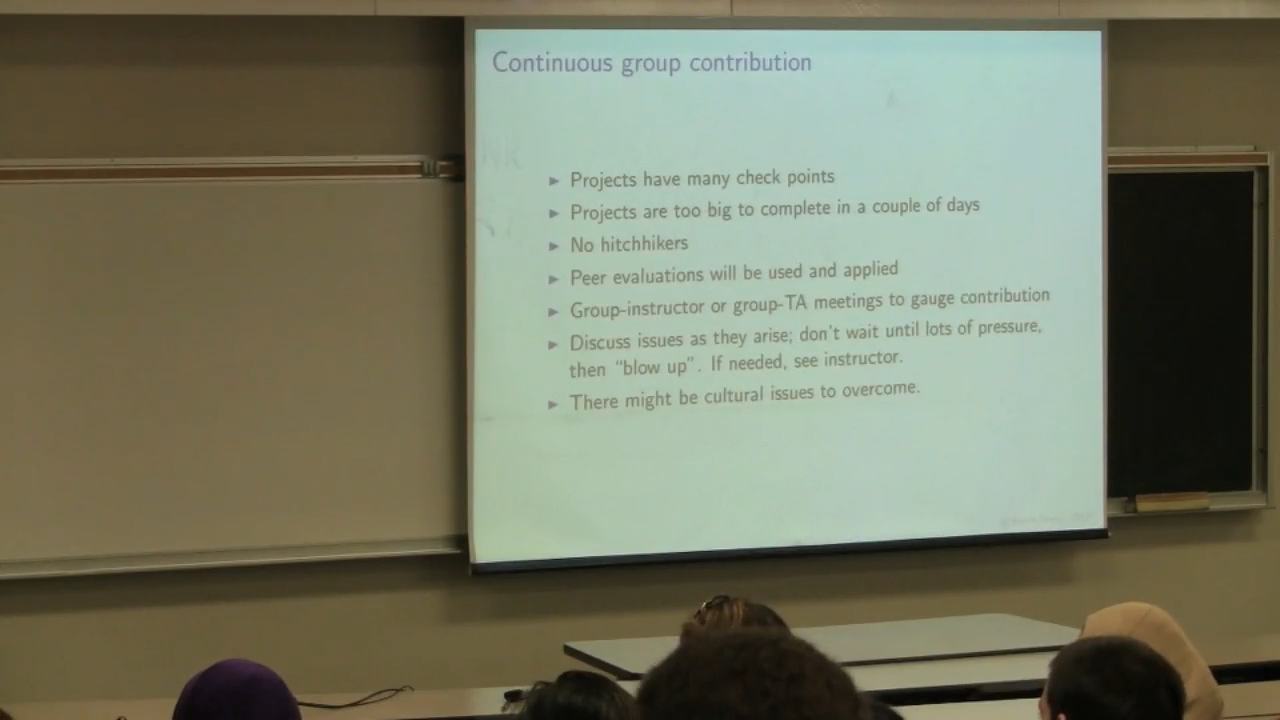 Continuous group contribution
► Projects have many check points
► Projects are too big to complete in a couple of days
► No hitchhikers
► Peer evaluations will be used and applied
► Group-instructor or group-TA meetings to gauge contribution
► Discuss issues as they arise; don't wait until lots of pressure,
then "blow up". If needed, see instructor.
► There might be cultural issues to overcome.